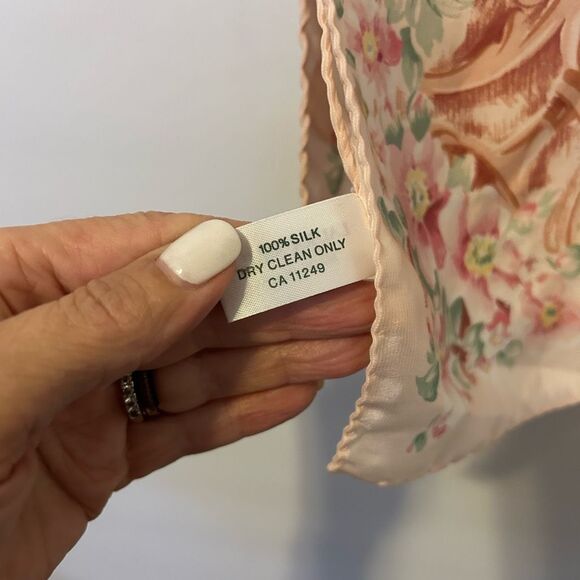 100% SILK
DRY CLEAN ONLY
CA 11249